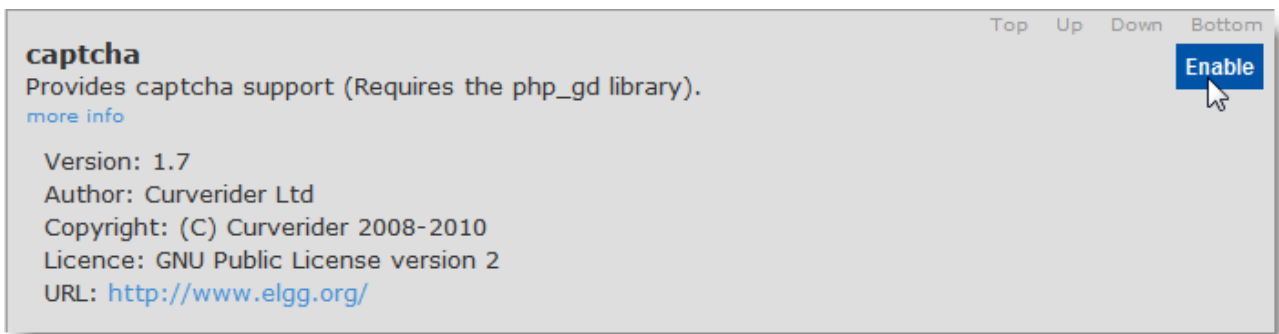 Top Up Down Bottom
captcha
Enable
Provides captcha support (Requires the php_gd library).
more info
Version: 1.7
Author: Curverider Ltd
Copyright: (C) Curverider 2008-2010
Licence: GNU Public License version 2
URL: http://www.elgg.org/